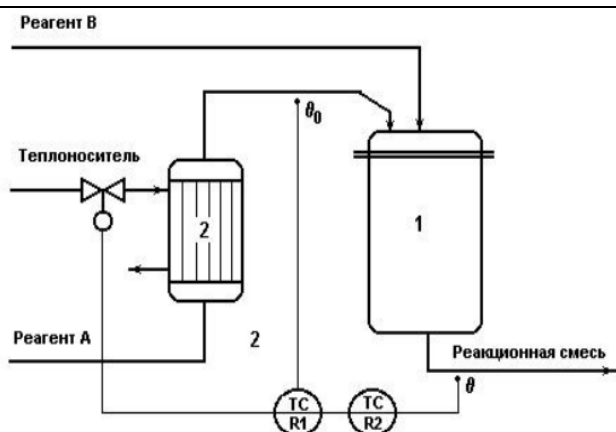 Реагент В
θ₀
Теплоноситель
2
1
Реагент А
2
Реакционная смесь
θ
TC
R1
TC
R2